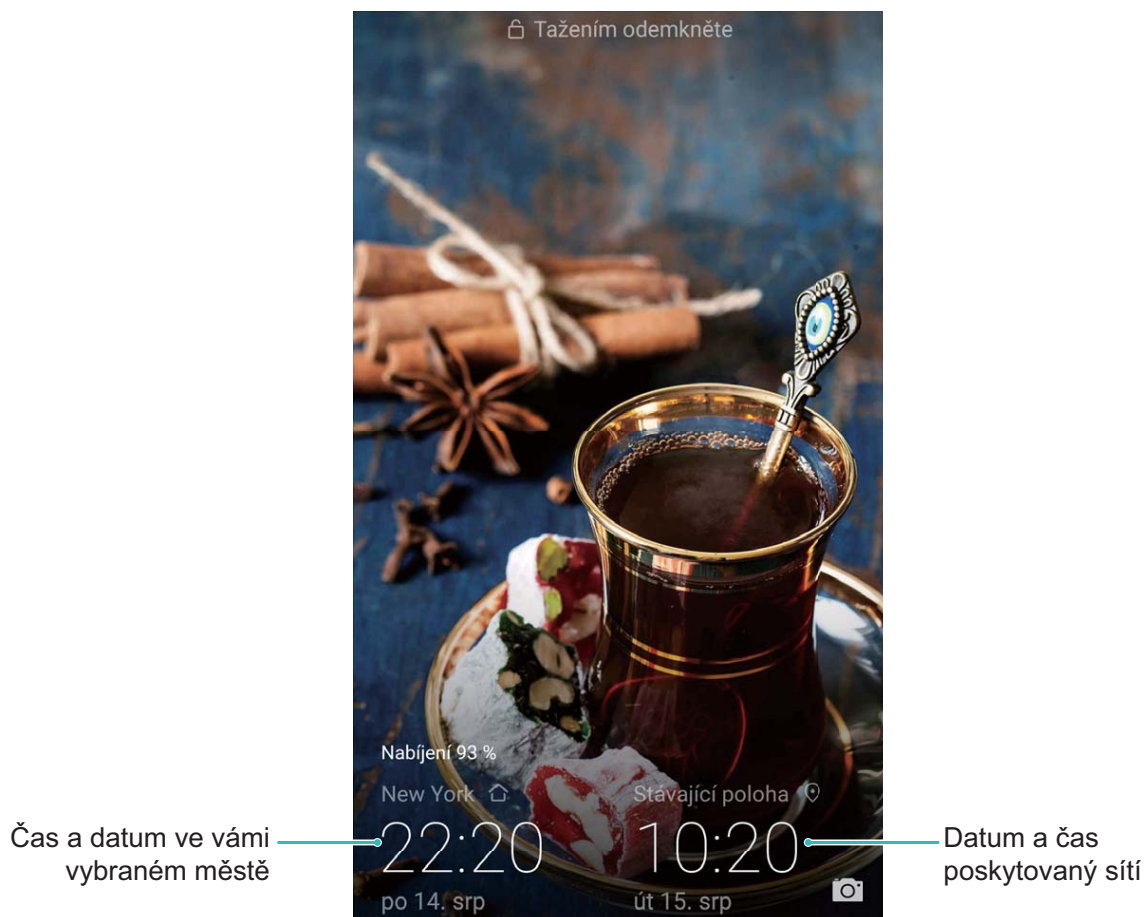 Tažením odemkněte
Nabíjení 93 %
New York
Stávající poloha
22:20
10:20
po 14. srp
út 15. srp
Čas a datum ve vámi
vybraném městě
Datum a čas
poskytovaný sítí